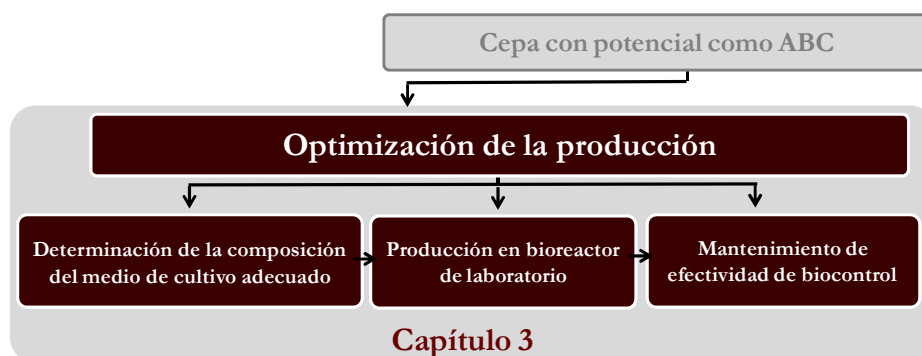 Cepa con potencial como ABC
Optimización de la producción
Determinación de la composición
del medio de cultivo adecuado
Producción en bioreactor
de laboratorio
Mantenimiento de
efectividad de biocontrol
Capítulo 3